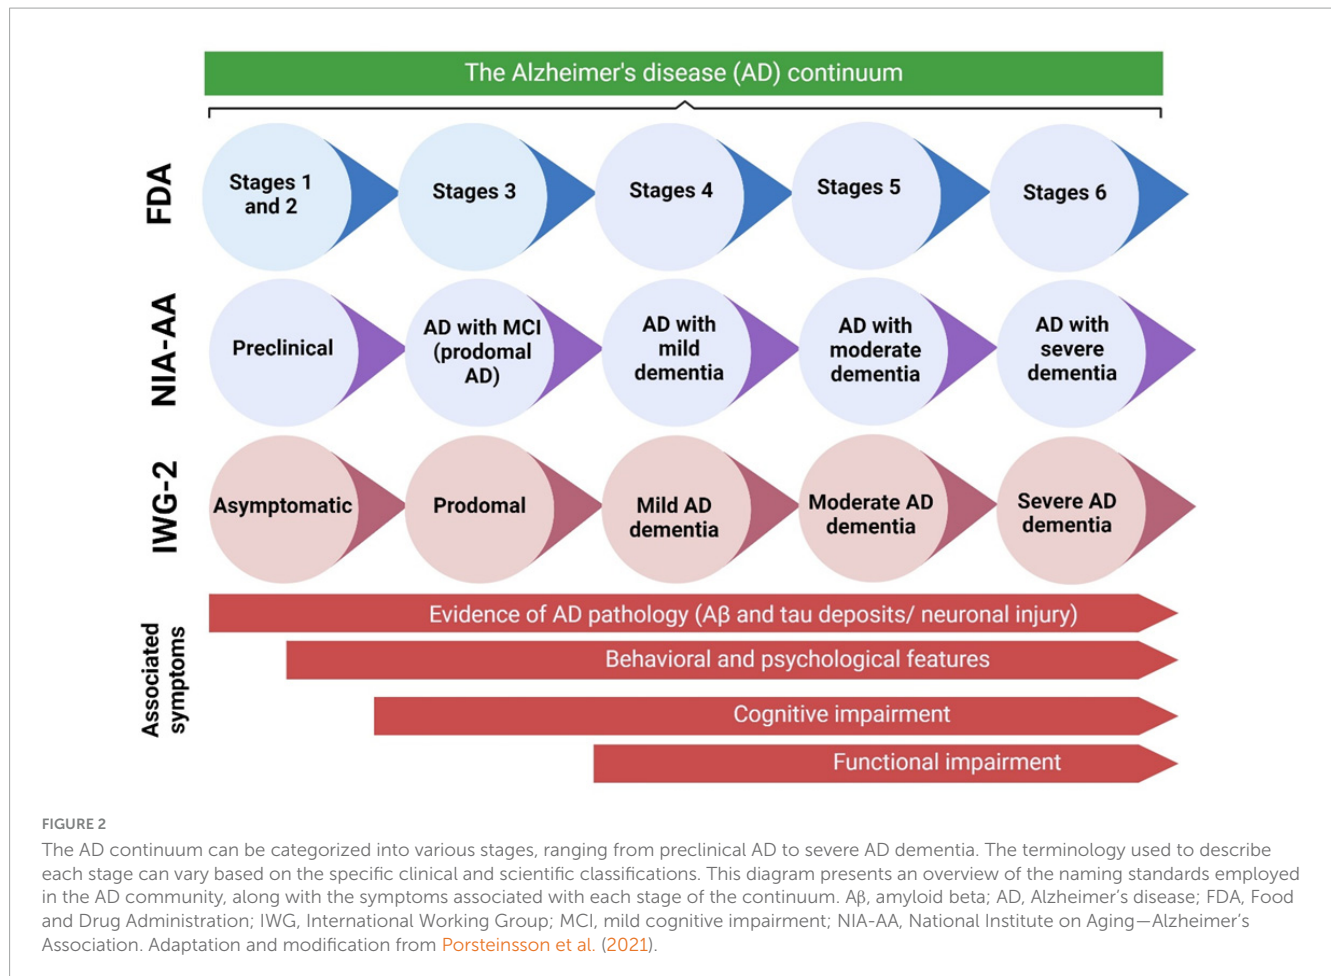 The Alzheimer's disease (AD) continuum
FDA
Stages 1
and 2
Stages 3
Stages 4
Stages 5
Stages 6
NIA-AA
Preclinical
AD with MCI
(prodomal
AD)
AD with
mild
dementia
AD with
moderate
dementia
AD with
severe
dementia
IWG-2
Asymptomatic
Prodomal
Mild AD
dementia
Moderate AD
dementia
Severe AD
dementia
Associated
symptoms
Evidence of AD pathology (Aβ and tau deposits/ neuronal injury)
Behavioral and psychological features
Cognitive impairment
Functional impairment
FIGURE 2
The AD continuum can be categorized into various stages, ranging from preclinical AD to severe AD dementia. The terminology used to describe
each stage can vary based on the specific clinical and scientific classifications. This diagram presents an overview of the naming standards employed
in the AD community, along with the symptoms associated with each stage of the continuum. Aβ, amyloid beta; AD, Alzheimer's disease; FDA, Food
and Drug Administration; IWG, International Working Group; MCI, mild cognitive impairment; NIA-AA, National Institute on Aging—Alzheimer's
Association. Adaptation and modification from Porsteinsson et al. (2021).